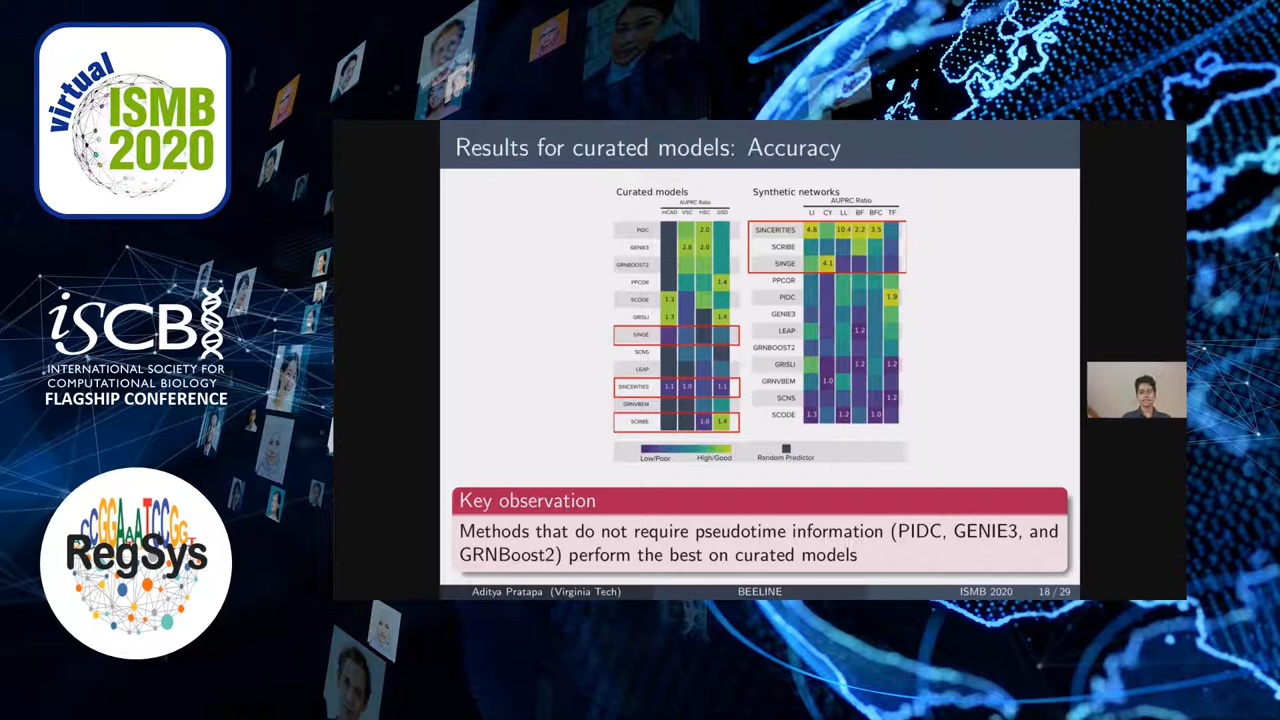 virtual
ISMB
2020
iSCB
INTERNATIONAL SOCIETY FOR
COMPUTATIONAL BIOLOGY
FLAGSHIP CONFERENCE
RegSys
Results for curated models: Accuracy
Curated models
AUPRC Ratio
mCAD VSC HSC GSD
PIDC 2.0
GENIE3 2.8 2.0
GRNBOOST2
PPCOR 1.4
SCODE 1.3
GRISLI 1.3 1.4
SINGE
SCNS
LEAP
SINCERITIES 1.1 1.0 1.1
GRNVBEM
SCRIBE 1.0 1.4
Synthetic networks
AUPRC Ratio
LI CY LL BF BFC TF
SINCERITIES 4.8 10.4 2.2 3.5
SCRIBE
SINGE 4.1
PPCOR
PIDC 1.9
GENIE3
LEAP 1.2
GRNBOOST2
GRISLI 1.2 1.2
GRNVBEM 1.0
SCNS 1.2
SCODE 1.3 1.2 1.0
Low/Poor High/Good Random Predictor
Key observation
Methods that do not require pseudotime information (PIDC, GENIE3, and
GRNBoost2) perform the best on curated models
Aditya Pratapa (Virginia Tech) BEELINE ISMB 2020 18 / 29